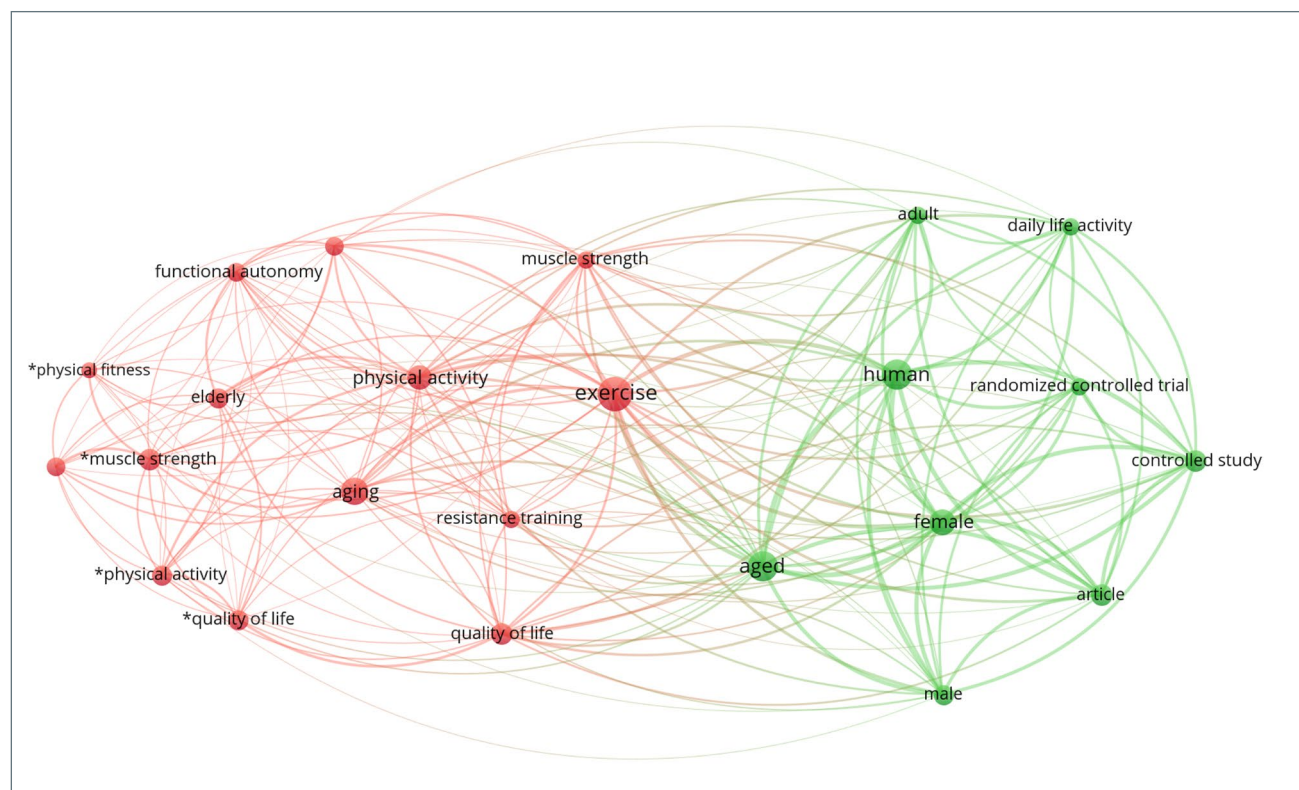 adult
daily life activity
muscle strength
functional autonomy
*physical fitness
physical activity
human
exercise
randomized controlled trial
elderly
*muscle strength
controlled study
aging
resistance training
female
aged
*physical activity
article
*quality of life
quality of life
male